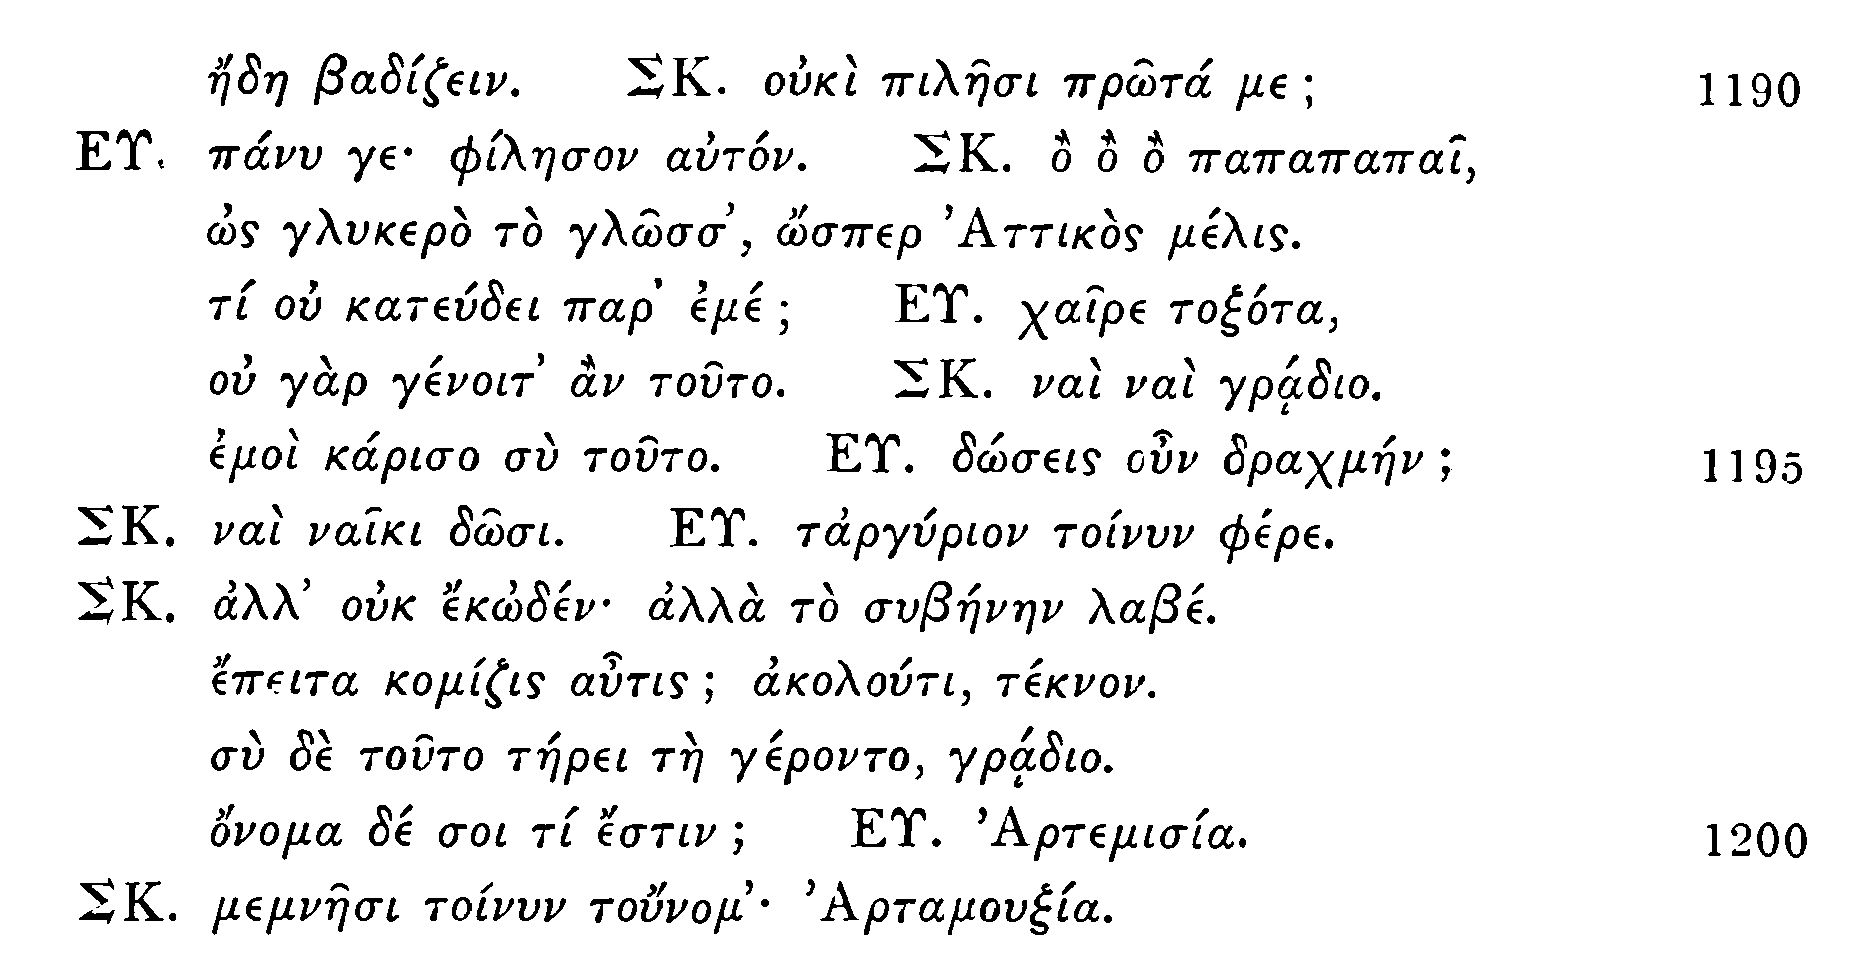 ἤδη βαδίζειν. ΣΚ. οὐκὶ πιλῆσι πρῶτά με; 1190
ΕΥ. πάνυ γε· φίλησον αὐτόν. ΣΚ. ὂ ὂ ὂ παπαπαπαῖ,
ὠς γλυκερὸ τὸ γλῶσσ’, ὤσπερ Ἀττικὸς μέλις.
τί οὐ κατεύδει παρ’ ἐμέ; ΕΥ. χαῖρε τοξότα,
οὐ γὰρ γένοιτ’ ἂν τοῦτο. ΣΚ. ναὶ ναὶ γρᾴδιο.
ἐμοὶ κάρισο σὺ τοῦτο. ΕΥ. δώσεις οὖν δραχμήν; 1195
ΣΚ. ναὶ ναῖκι δῶσι. ΕΥ. τἀργύριον τοίνυν φέρε.
ΣΚ. ἀλλ’ οὐκ ἔκὠδέν· ἀλλὰ τὸ συβήνην λαβέ.
ἔπειτα κομίζις αὖτις; ἀκολούτι, τέκνον.
σὺ δὲ τοῦτο τήρει τὴ γέροντο, γρᾴδιο.
ὄνομα δέ σοι τί ἔστιν; ΕΥ. Ἀρτεμισία. 1200
ΣΚ. μεμνῆσι τοίνυν τοὔνομ’· Ἀρταμουξία.